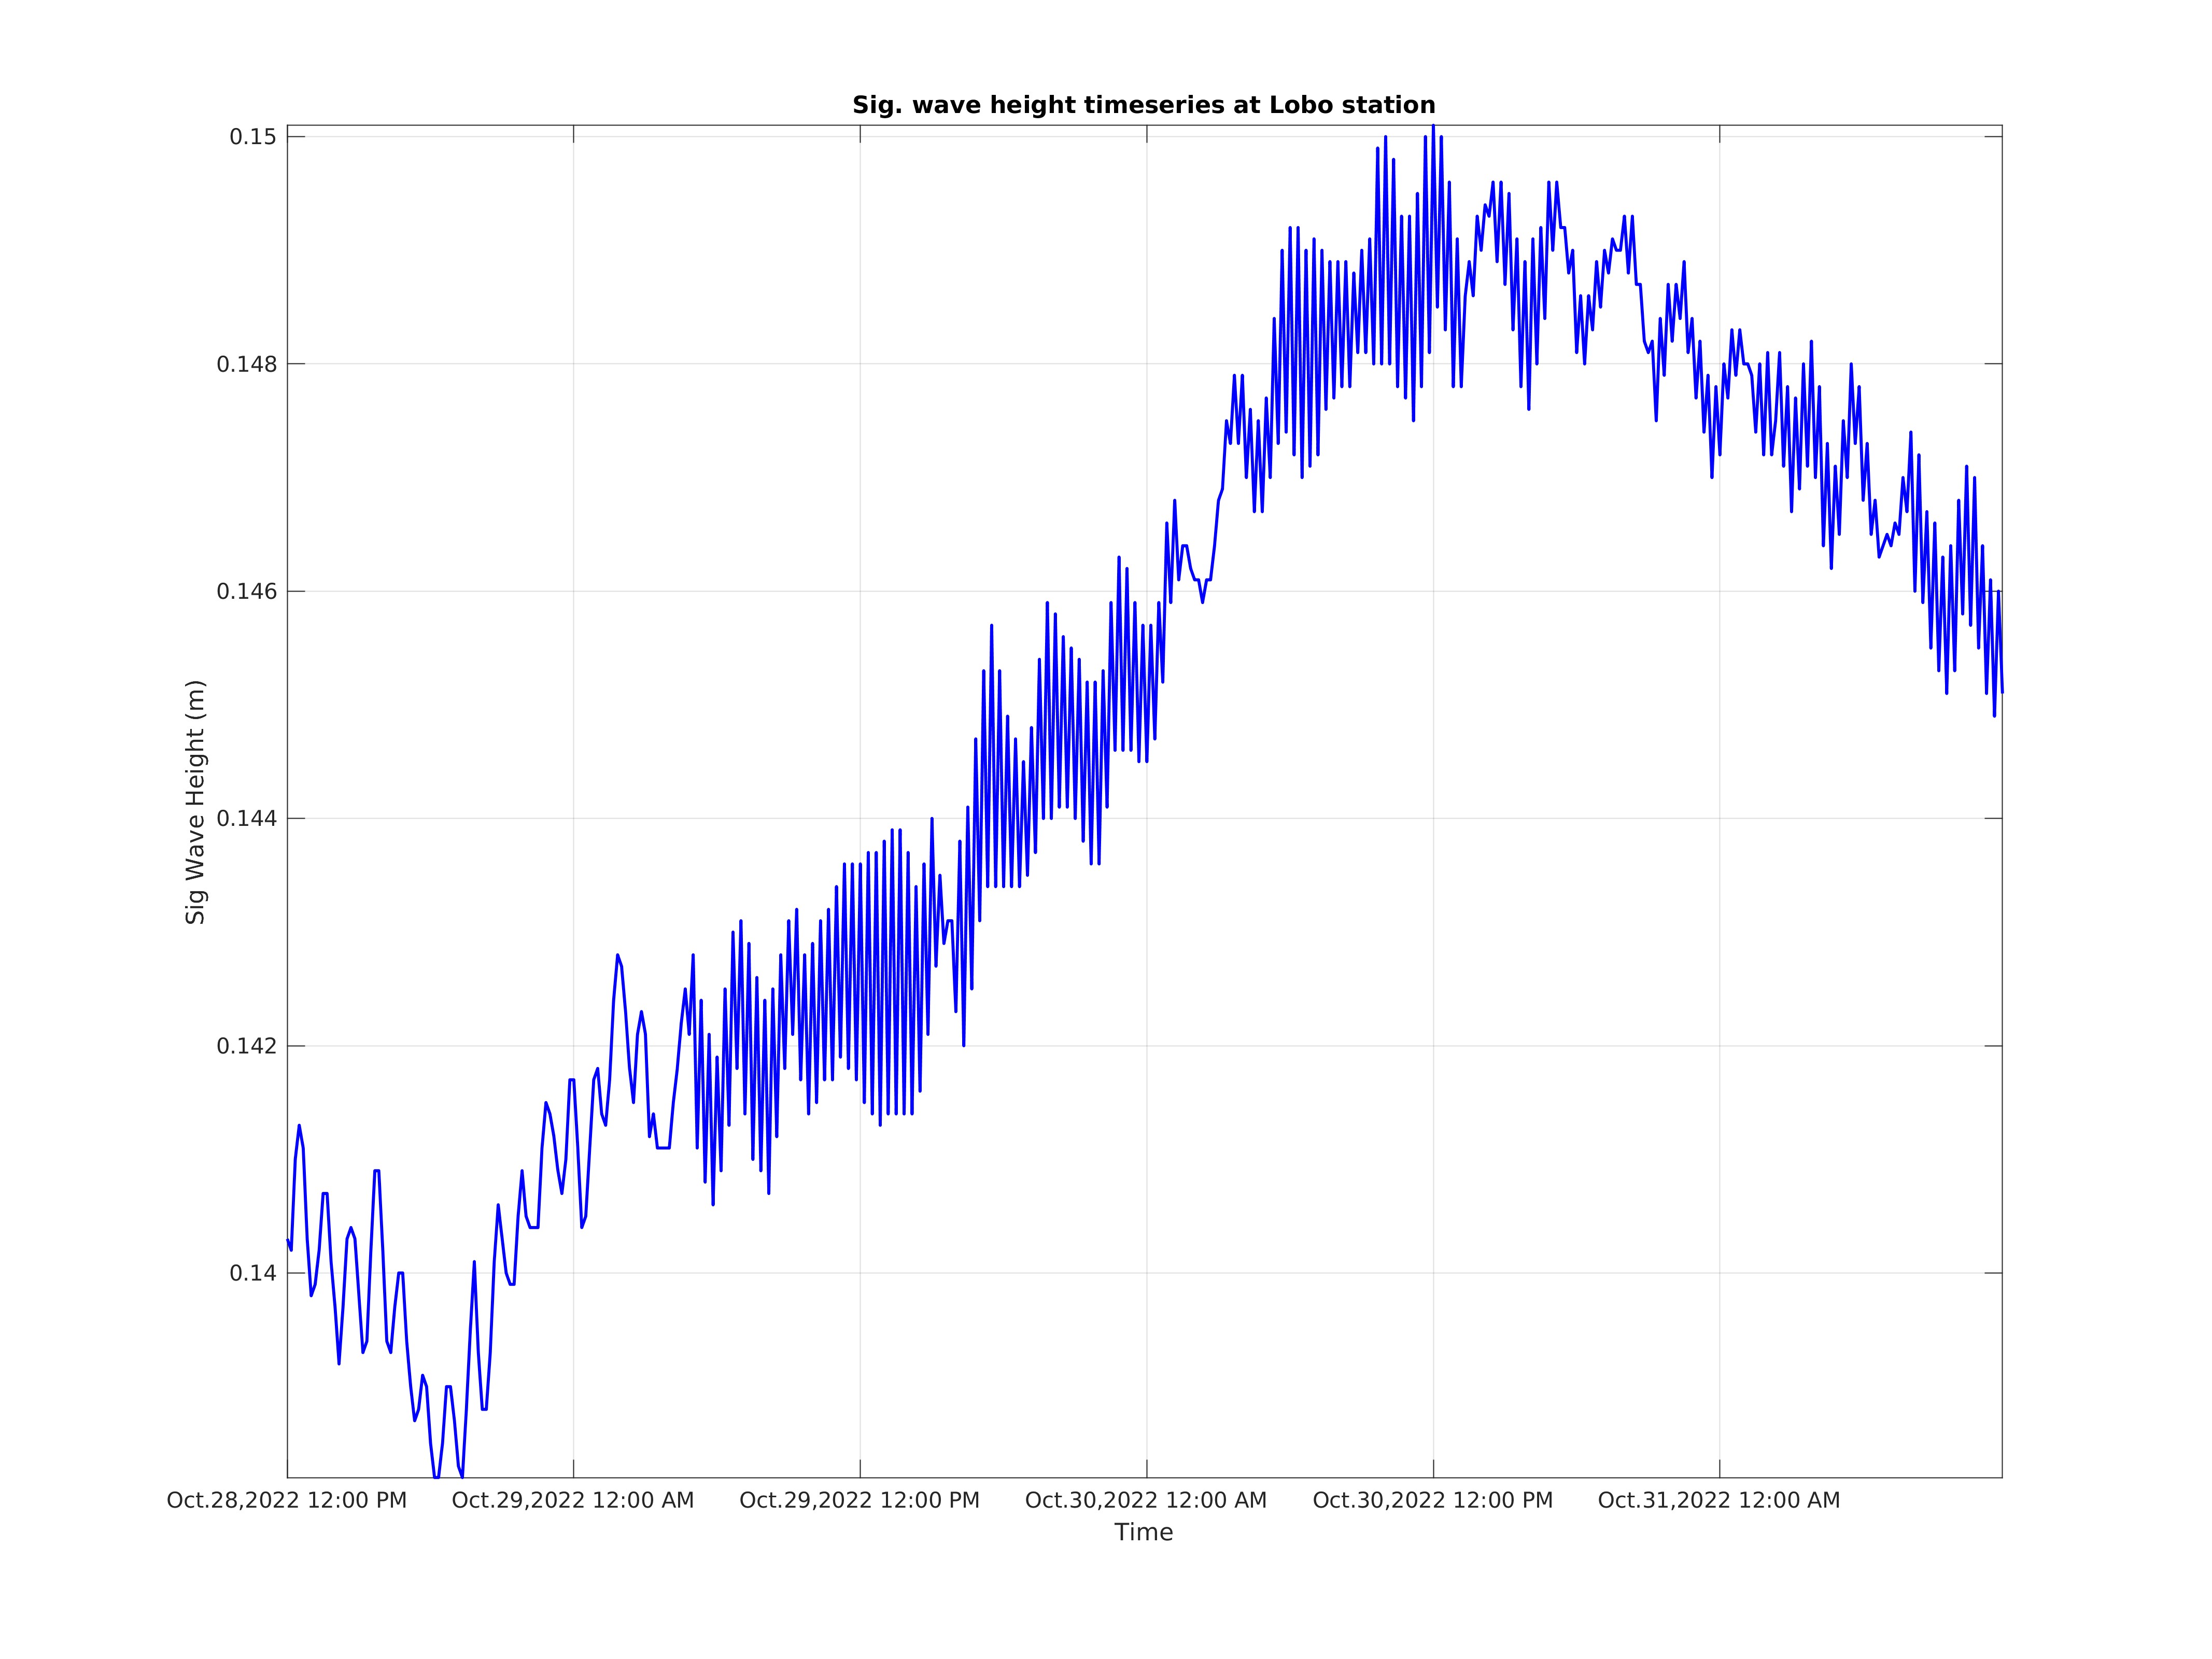 Sig. wave height timeseries at Lobo station
0.15
0.148
0.146
0.144
0.142
0.14
Sig Wave Height (m)
Oct.28,2022 12:00 PM
Oct.29,2022 12:00 AM
Oct.29,2022 12:00 PM
Oct.30,2022 12:00 AM
Oct.30,2022 12:00 PM
Oct.31,2022 12:00 AM
Time